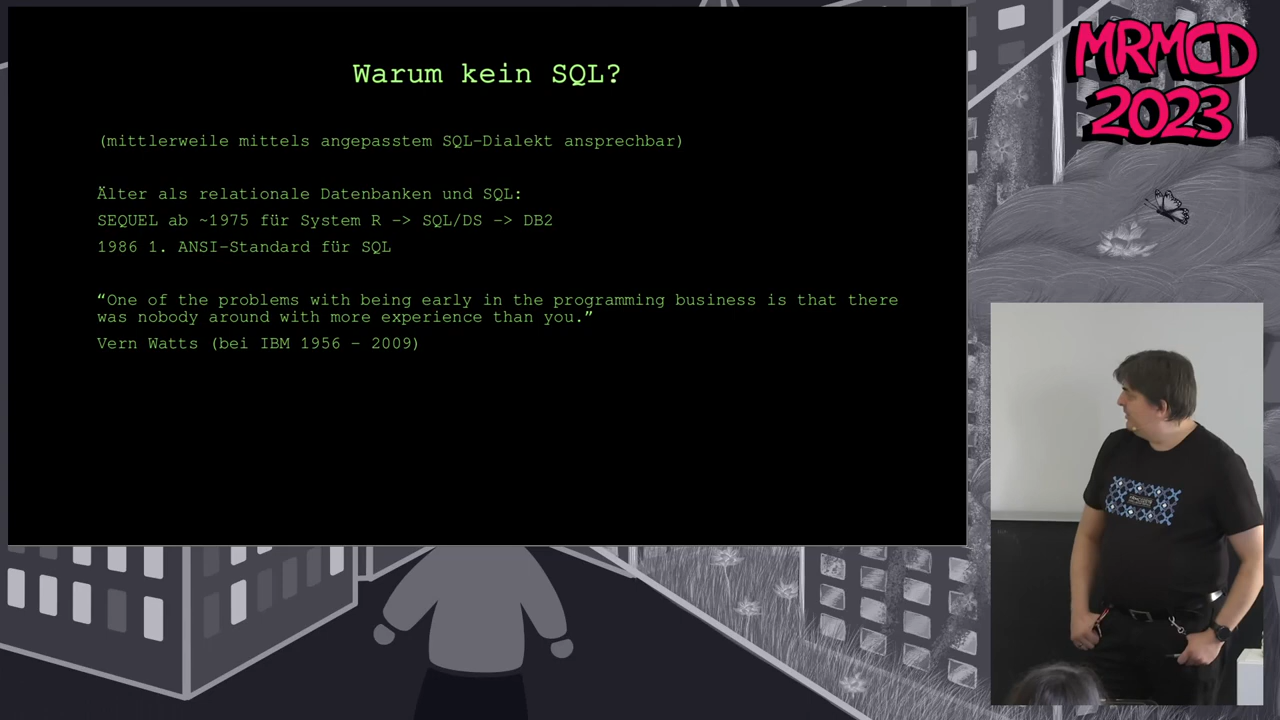 Warum kein SQL?
(mittlerweile mittels angepasstem SQL-Dialekt ansprechbar)
Älter als relationale Datenbanken und SQL:
SEQUEL ab ~1975 für System R -> SQL/DS -> DB2
1986 1. ANSI-Standard für SQL
“One of the problems with being early in the programming business is that there
was nobody around with more experience than you.”
Vern Watts (bei IBM 1956 - 2009)
MRMCD
2023